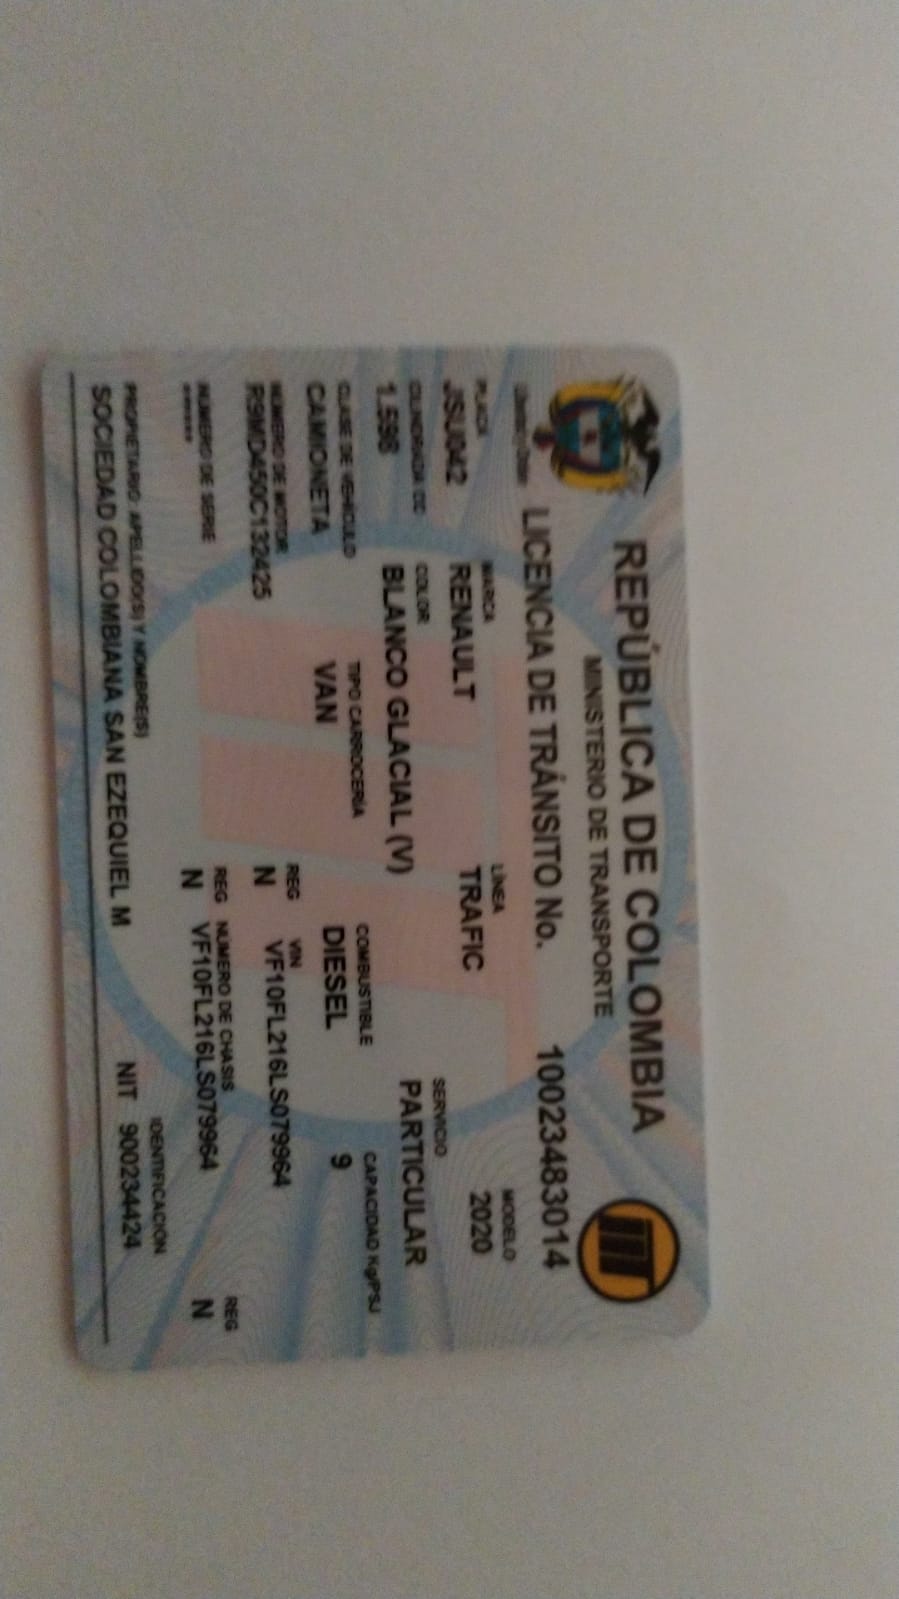 REPÚBLICA DE COLOMBIA
MINISTERIO DE TRANSPORTE
LICENCIA DE TRÁNSITO No. 10023483014
PLACA MARCA LÍNEA MODELO
JSU042 RENAULT TRAFIC 2020
CILINDRADA CC COLOR SERVICIO
1.598 BLANCO GLACIAL (V) PARTICULAR
CLASE DE VEHÍCULO TIPO CARROCERÍA COMBUSTIBLE CAPACIDAD Kg/PSJ
CAMIONETA VAN DIESEL 9
NÚMERO DE MOTOR REG VIN
R9MD450C132425 N VF10FL216LS079964
NÚMERO DE SERIE REG NÚMERO DE CHASIS REG
***** N VF10FL216LS079964 N
PROPIETARIO: APELLIDO(S) Y NOMBRE(S) IDENTIFICACIÓN
SOCIEDAD COLOMBIANA SAN EZEQUIEL M NIT 900234424